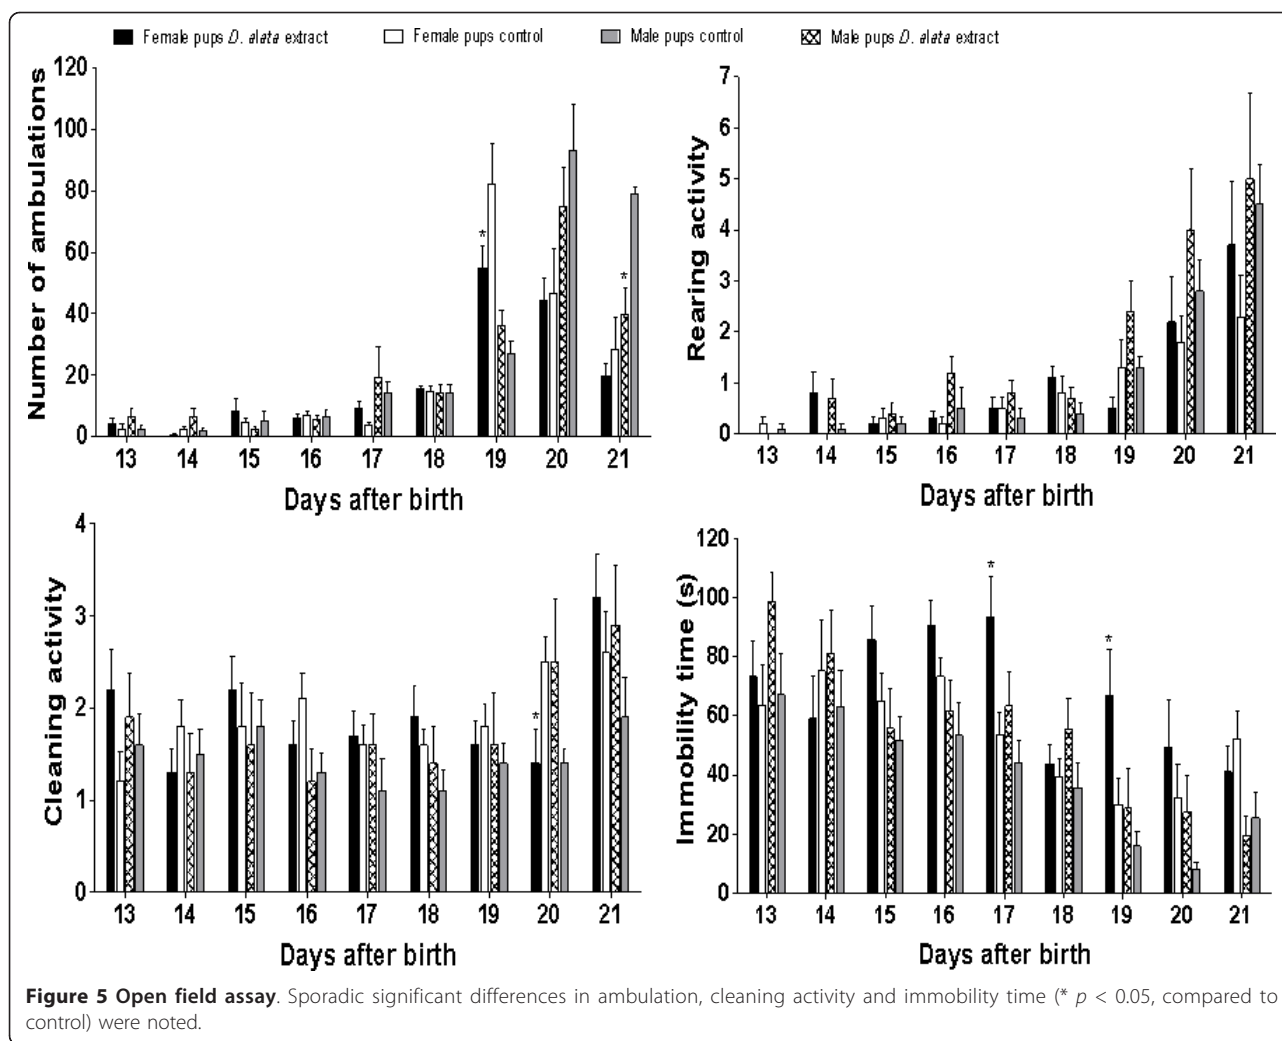 Female pups D. alata extract
Female pups control
Male pups control
Male pups D. alata extract
Number of ambulations
120
100
80
60
40
20
0
*
*
13 14 15 16 17 18 19 20 21
Days after birth
Rearing activity
7
6
5
4
3
2
1
0
13 14 15 16 17 18 19 20 21
Days after birth
Cleaning activity
4
3
2
1
0
*
13 14 15 16 17 18 19 20 21
Days after birth
Immobility time (s)
120
100
80
60
40
20
0
*
*
13 14 15 16 17 18 19 20 21
Days after birth
Figure 5 Open field assay. Sporadic significant differences in ambulation, cleaning activity and immobility time (* p < 0.05, compared to
control) were noted.